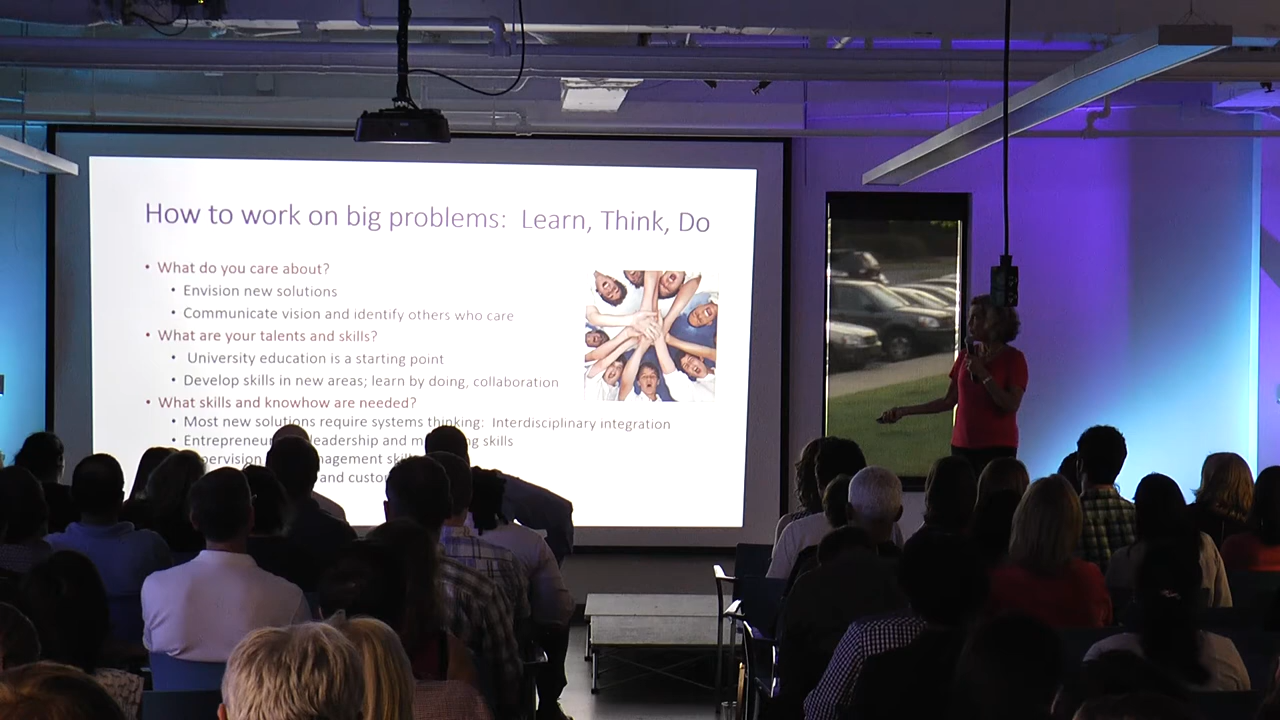 How to work on big problems: Learn, Think, Do
• What do you care about?
• Envision new solutions
• Communicate vision and identify others who care
• What are your talents and skills?
• University education is a starting point
• Develop skills in new areas; learn by doing, collaboration
• What skills and knowhow are needed?
• Most new solutions require systems thinking: Interdisciplinary integration
• leadership and skills
and